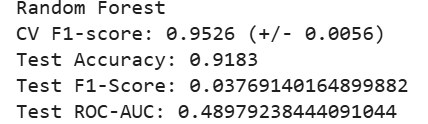 Random Forest
CV F1-score: 0.9526 (+/- 0.0056)
Test Accuracy: 0.9183
Test F1-Score: 0.03769140164899882
Test ROC-AUC: 0.48979238444091044